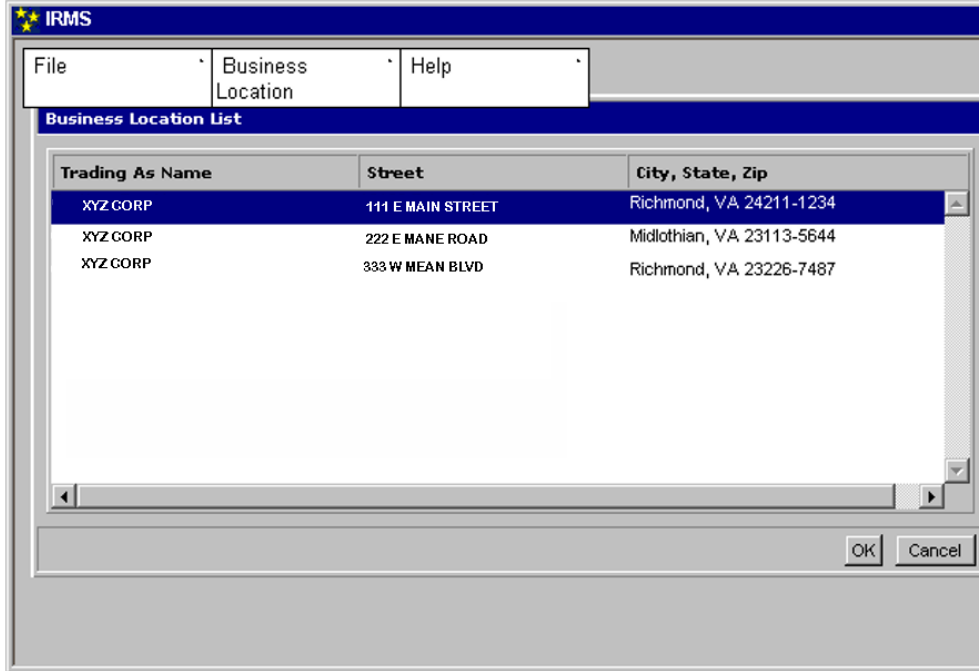 IRMS
File Business Help
Location
Business Location List
Trading As Name Street City, State, Zip
XYZ CORP 111 E MAIN STREET Richmond, VA 24211-1234
XYZ CORP 222 E MANE ROAD Midlothian, VA 23113-5644
XYZ CORP 333 W MEAN BLVD Richmond, VA 23226-7487
OK Cancel